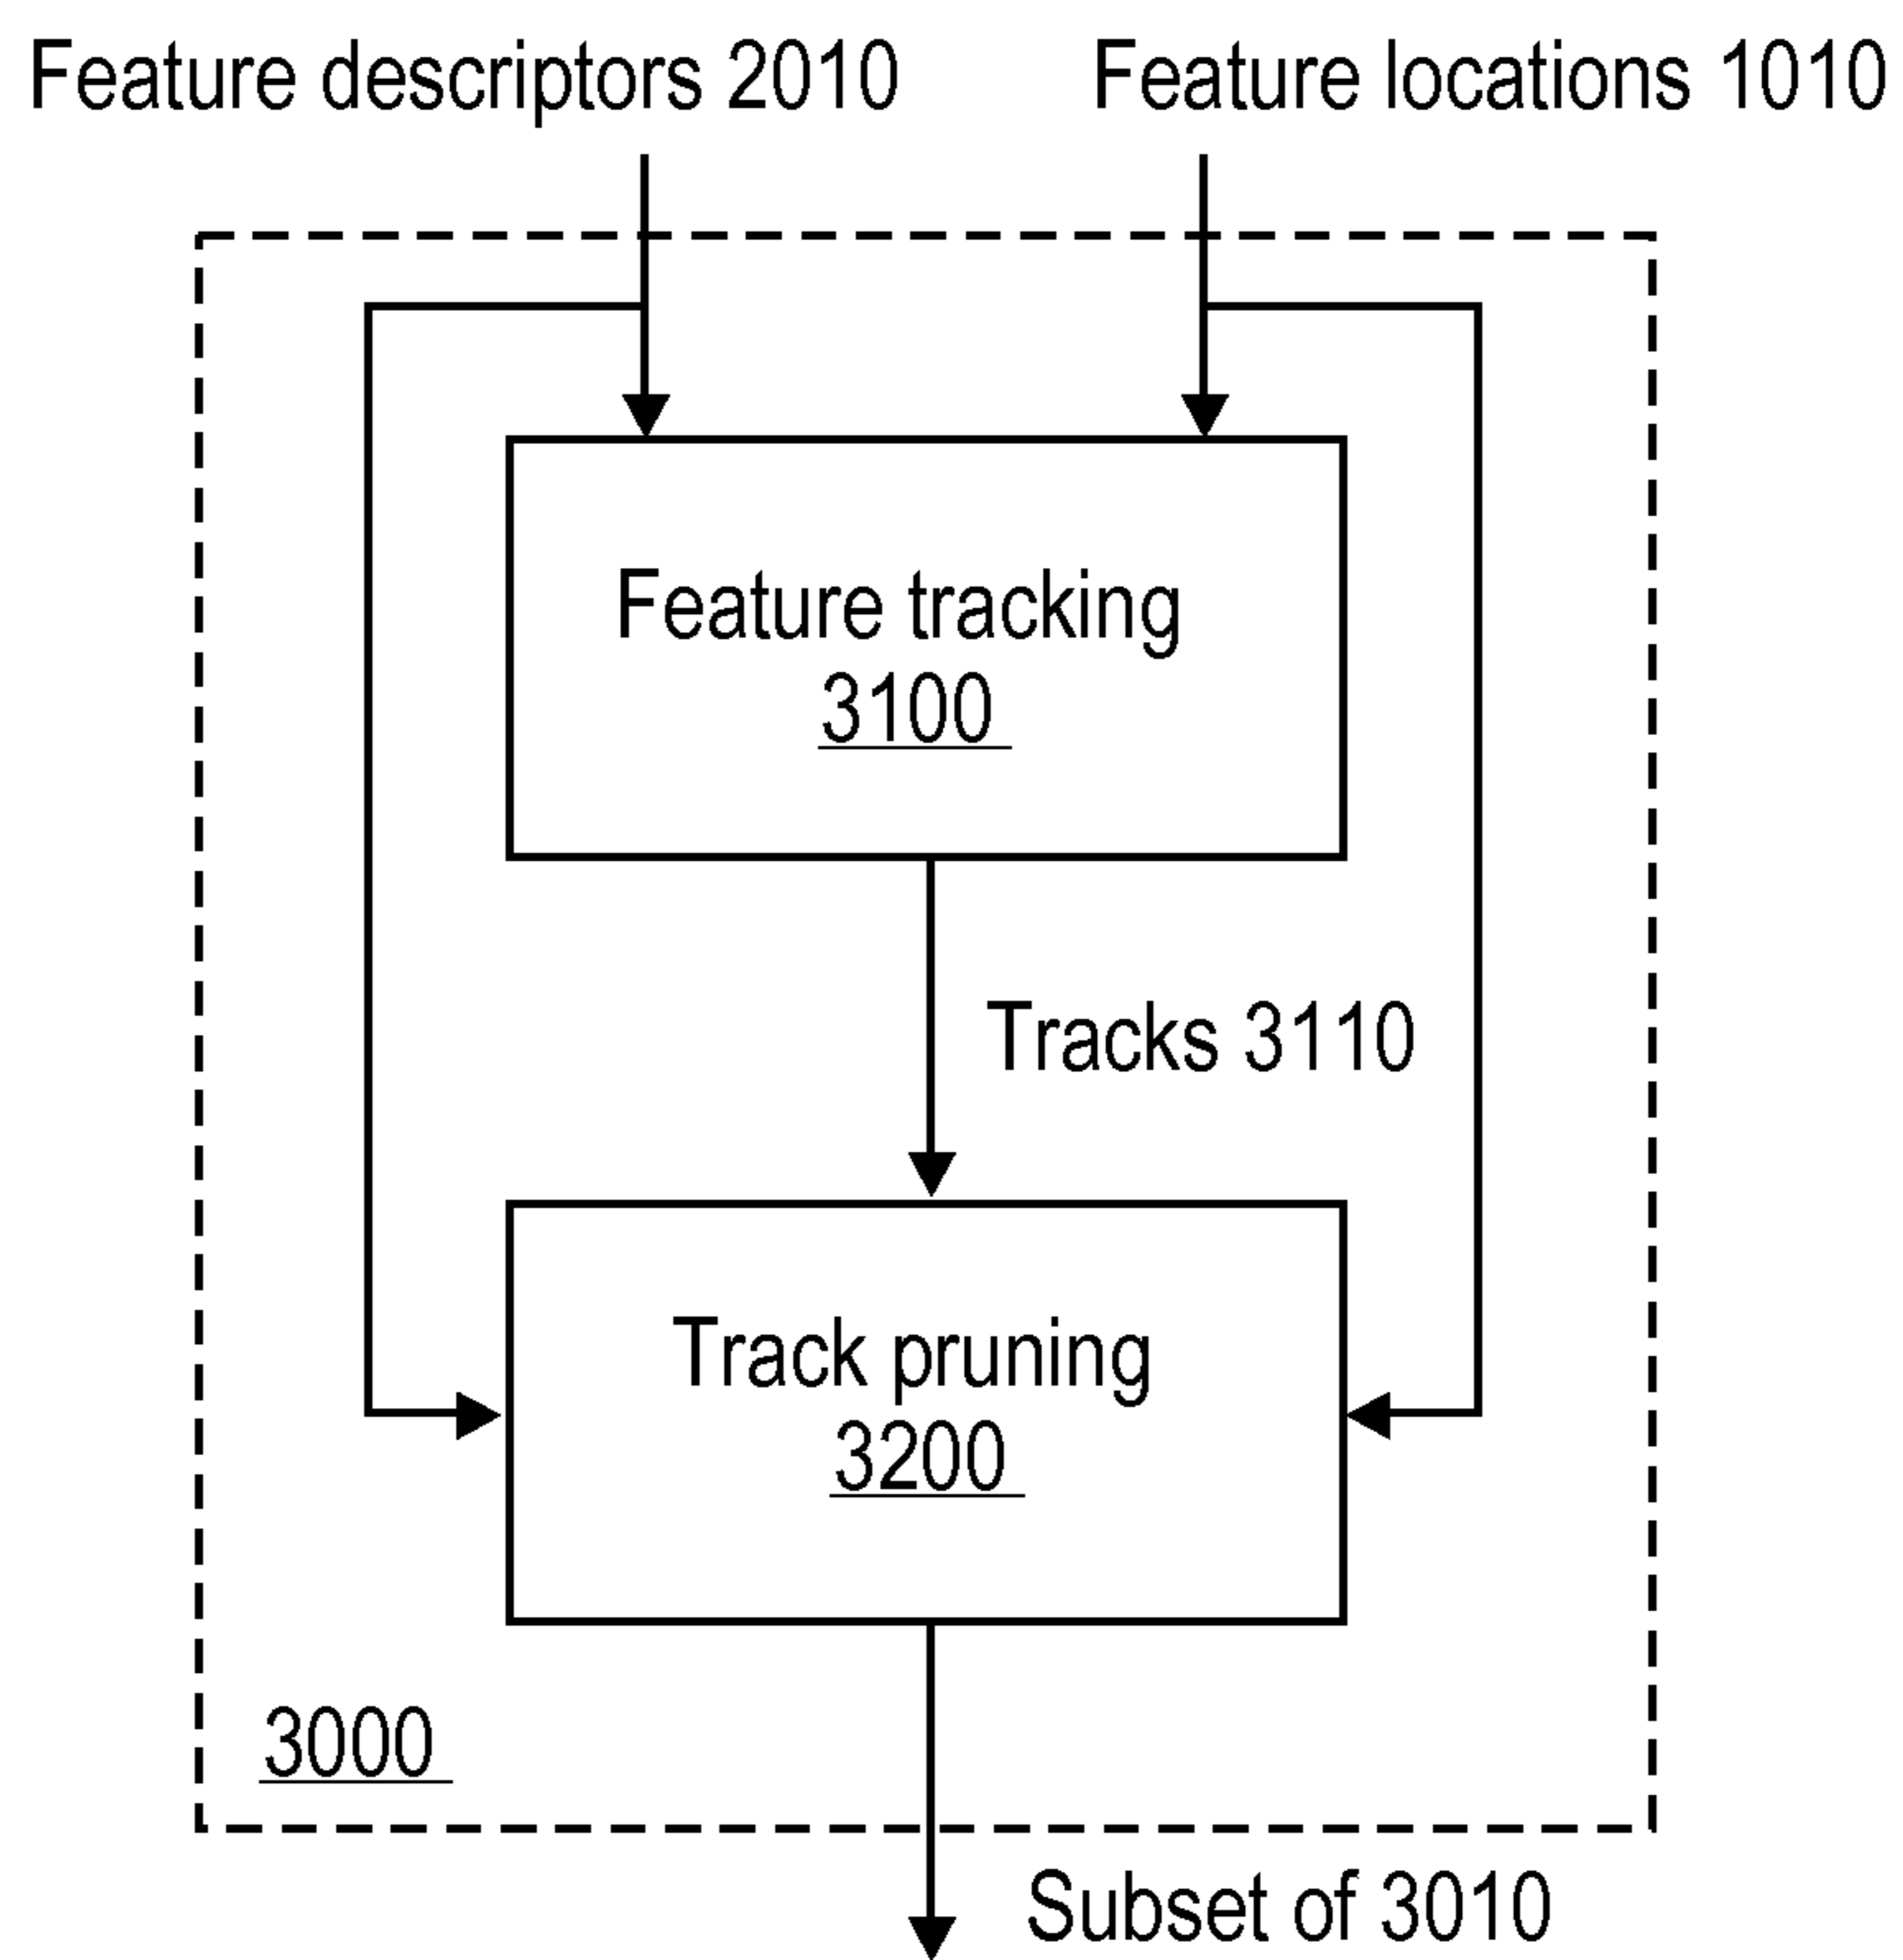 Feature descriptors 2010
Feature locations 1010
Feature tracking
3100
Tracks 3110
Track pruning
3200
3000
Subset of 3010